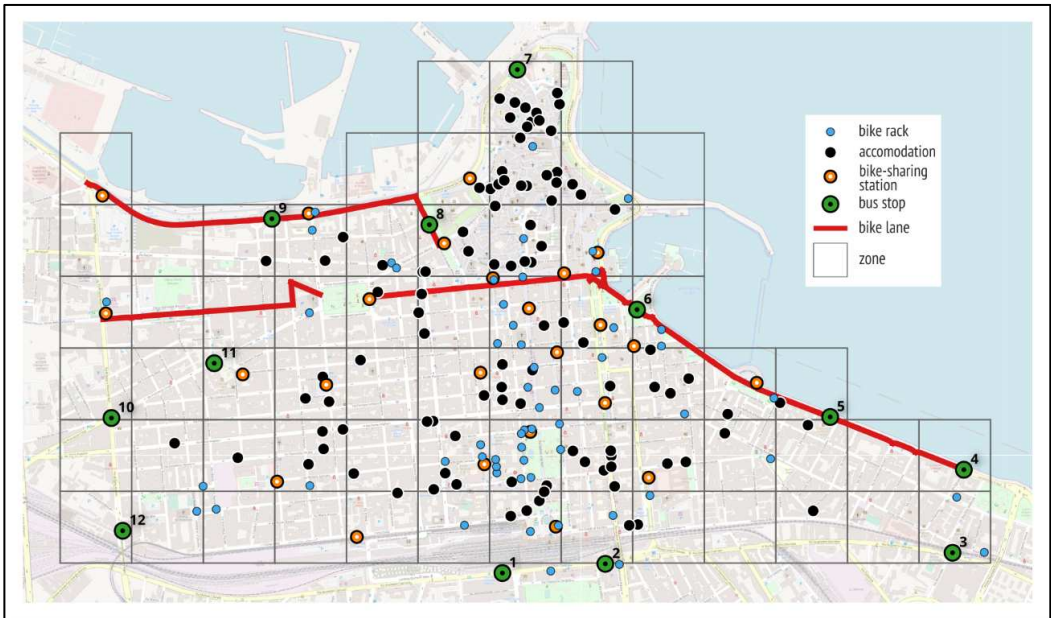 7
bike rack
accomodation
bike-sharing
station
bus stop
bike lane
zone
9
8
6
11
10
5
4
12
1
2
3